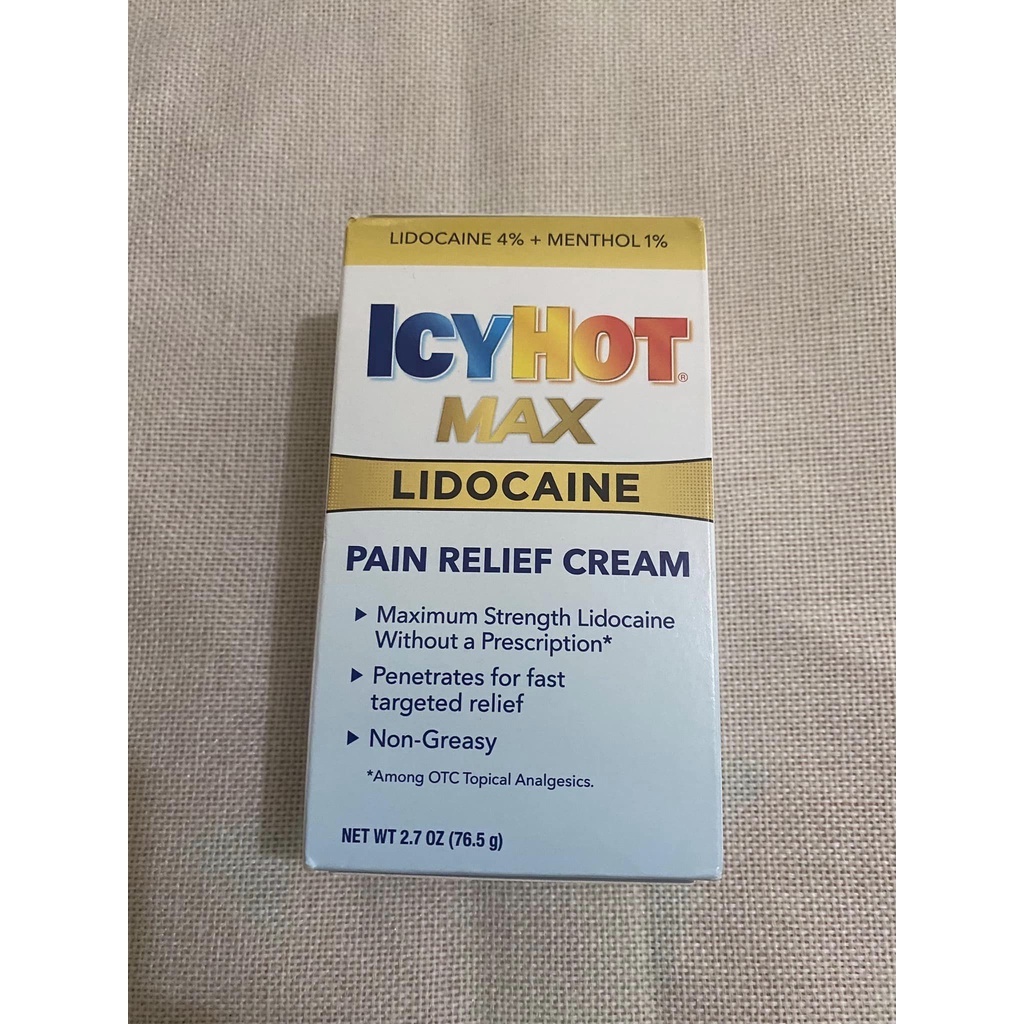 LIDOCAINE 4% + MENTHOL 1%
ICYHOT®
MAX
LIDOCAINE
PAIN RELIEF CREAM
▶ Maximum Strength Lidocaine
Without a Prescription*
▶ Penetrates for fast
targeted relief
▶ Non-Greasy
*Among OTC Topical Analgesics.
NET WT 2.7 OZ (76.5 g)